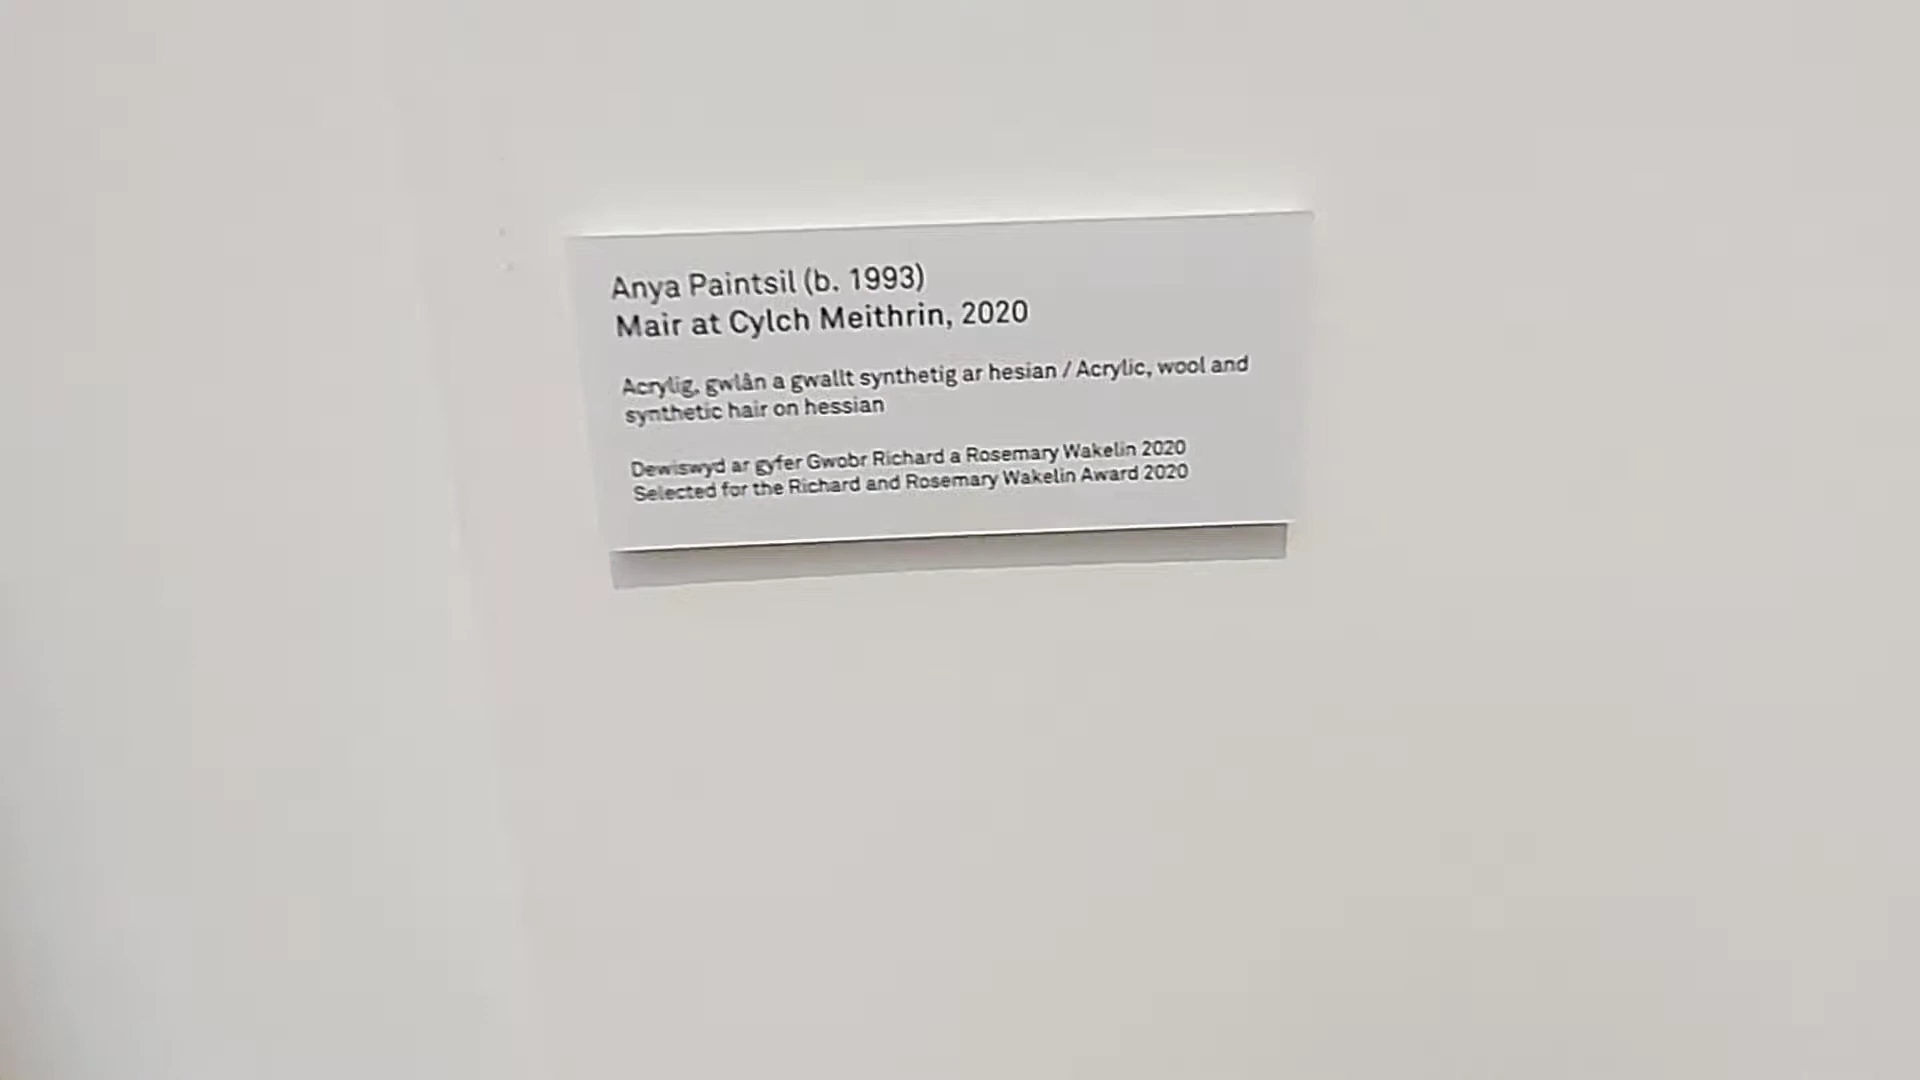 Anya Paintsil (b. 1993)
Mair at Cylch Meithrin, 2020
Acrylig, gwlân a gwallt synthetig ar hesian / Acrylic, wool and
synthetic hair on hessian
Dewiswyd ar gyfer Gwobr Richard a Rosemary Wakelin 2020
Selected for the Richard and Rosemary Wakelin Award 2020